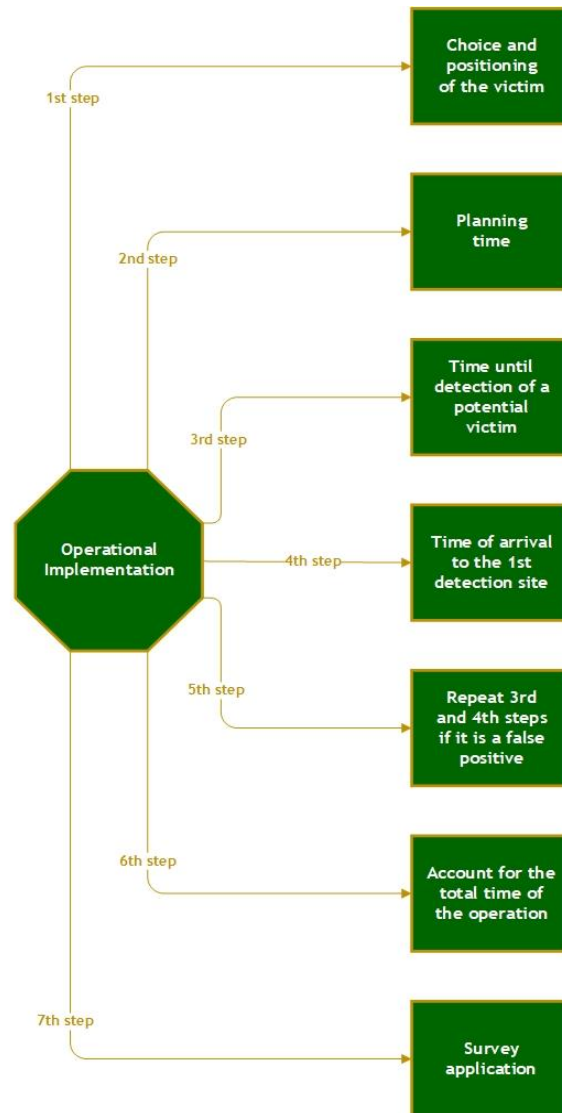 Choice and
positioning
of the victim
1st step
Planning
time
2nd step
Time until
detection of a
potential
victim
3rd step
Operational
Implementation
4th step
Time of arrival
to the 1st
detection site
5th step
Repeat 3rd
and 4th steps
if it is a false
positive
6th step
Account for the
total time of
the operation
7th step
Survey
application